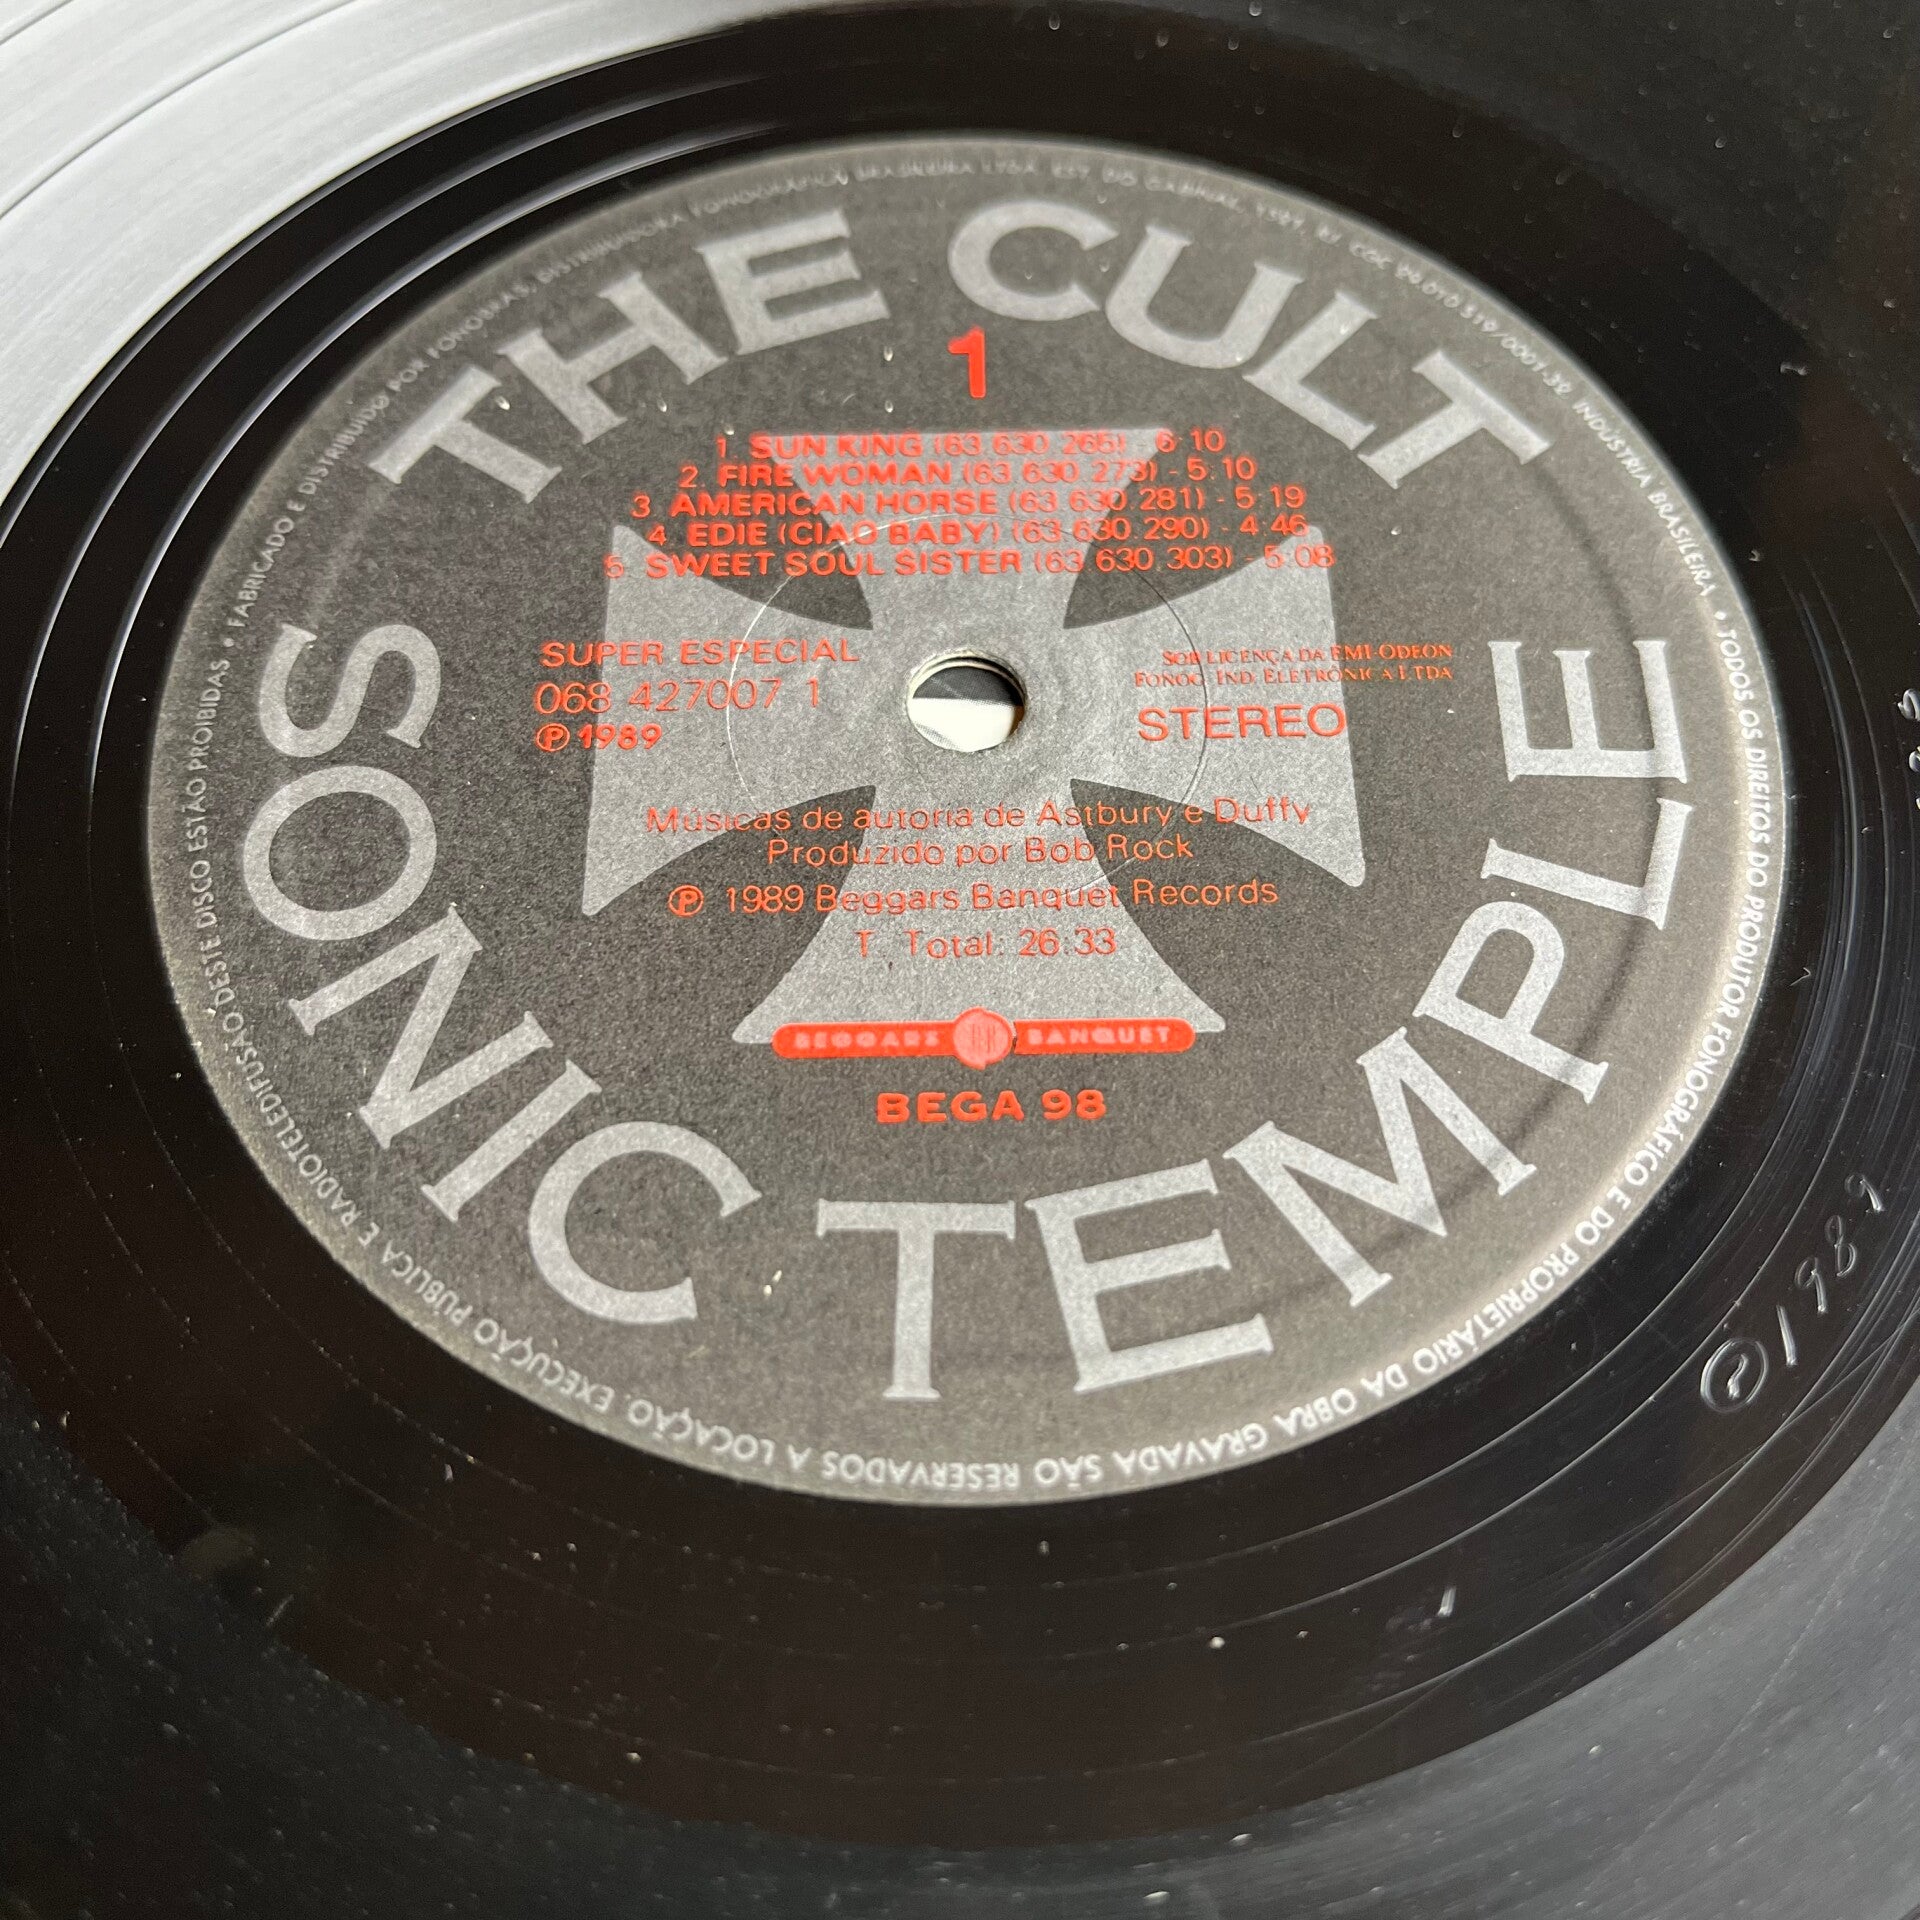 THE CULT
1
1. SUN KING (63 630 265) - 6:10
2. FIRE WOMAN (63 630 273) - 5:10
3 AMERICAN HORSE (63 630 281) - 5:19
4 EDIE (CIAO BABY) (63 630 290) - 4:46
5 SWEET SOUL SISTER (63 630 303) - 5:08
SUPER ESPECIAL
068 427007 1
℗ 1989
SOB LICENÇA DA EMI-ODEON
FONOG. IND. ELETRÔNICA LTDA
STEREO
Músicas de autoria de Astbury e Duffy
Produzido por Bob Rock
℗ 1989 Beggars Banquet Records
T. Total: 26:33
BEGGARS BANQUET
BEGA 98
SONIC TEMPLE
• FABRICADO E DISTRIBUIDO POR FONOBRAS, DISTRIBUIDORA FONOGRÁFICA BRASILEIRA LTDA. CGC INDÚSTRIA BRASILEIRA • TODOS OS DIREITOS DO PRODUTOR FONOGRÁFICO E DO PROPRIETÁRIO DA OBRA GRAVADA SÃO RESERVADOS A LOCAÇÃO, EXECUÇÃO PÚBLICA E RADIOTELEDIFUSÃO DESTE DISCO ESTÃO PROIBIDAS
℗ 1989